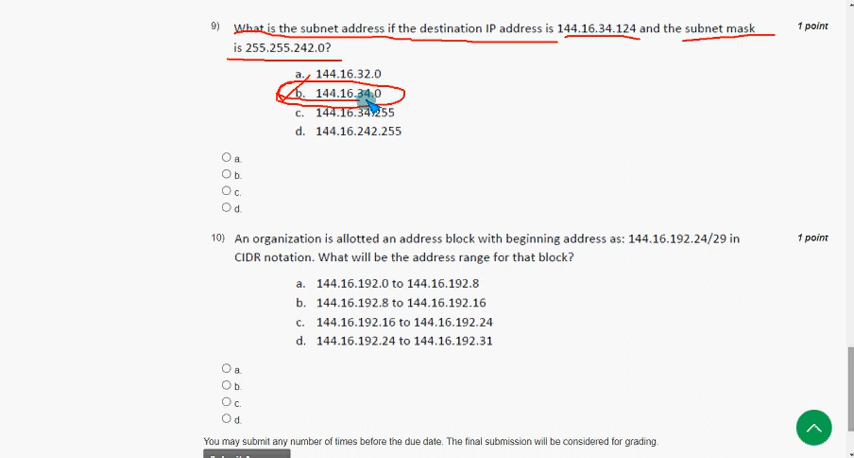 9) What is the subnet address if the destination IP address is 144.16.34.124 and the subnet mask 1 point
is 255.255.242.0?
a. 144.16.32.0
b. 144.16.34.0
c. 144.16.34.255
d. 144.16.242.255
a.
b.
c.
d.
10) An organization is allotted an address block with beginning address as: 144.16.192.24/29 in 1 point
CIDR notation. What will be the address range for that block?
a. 144.16.192.0 to 144.16.192.8
b. 144.16.192.8 to 144.16.192.16
c. 144.16.192.16 to 144.16.192.24
d. 144.16.192.24 to 144.16.192.31
a.
b.
c.
d.
You may submit any number of times before the due date. The final submission will be considered for grading.